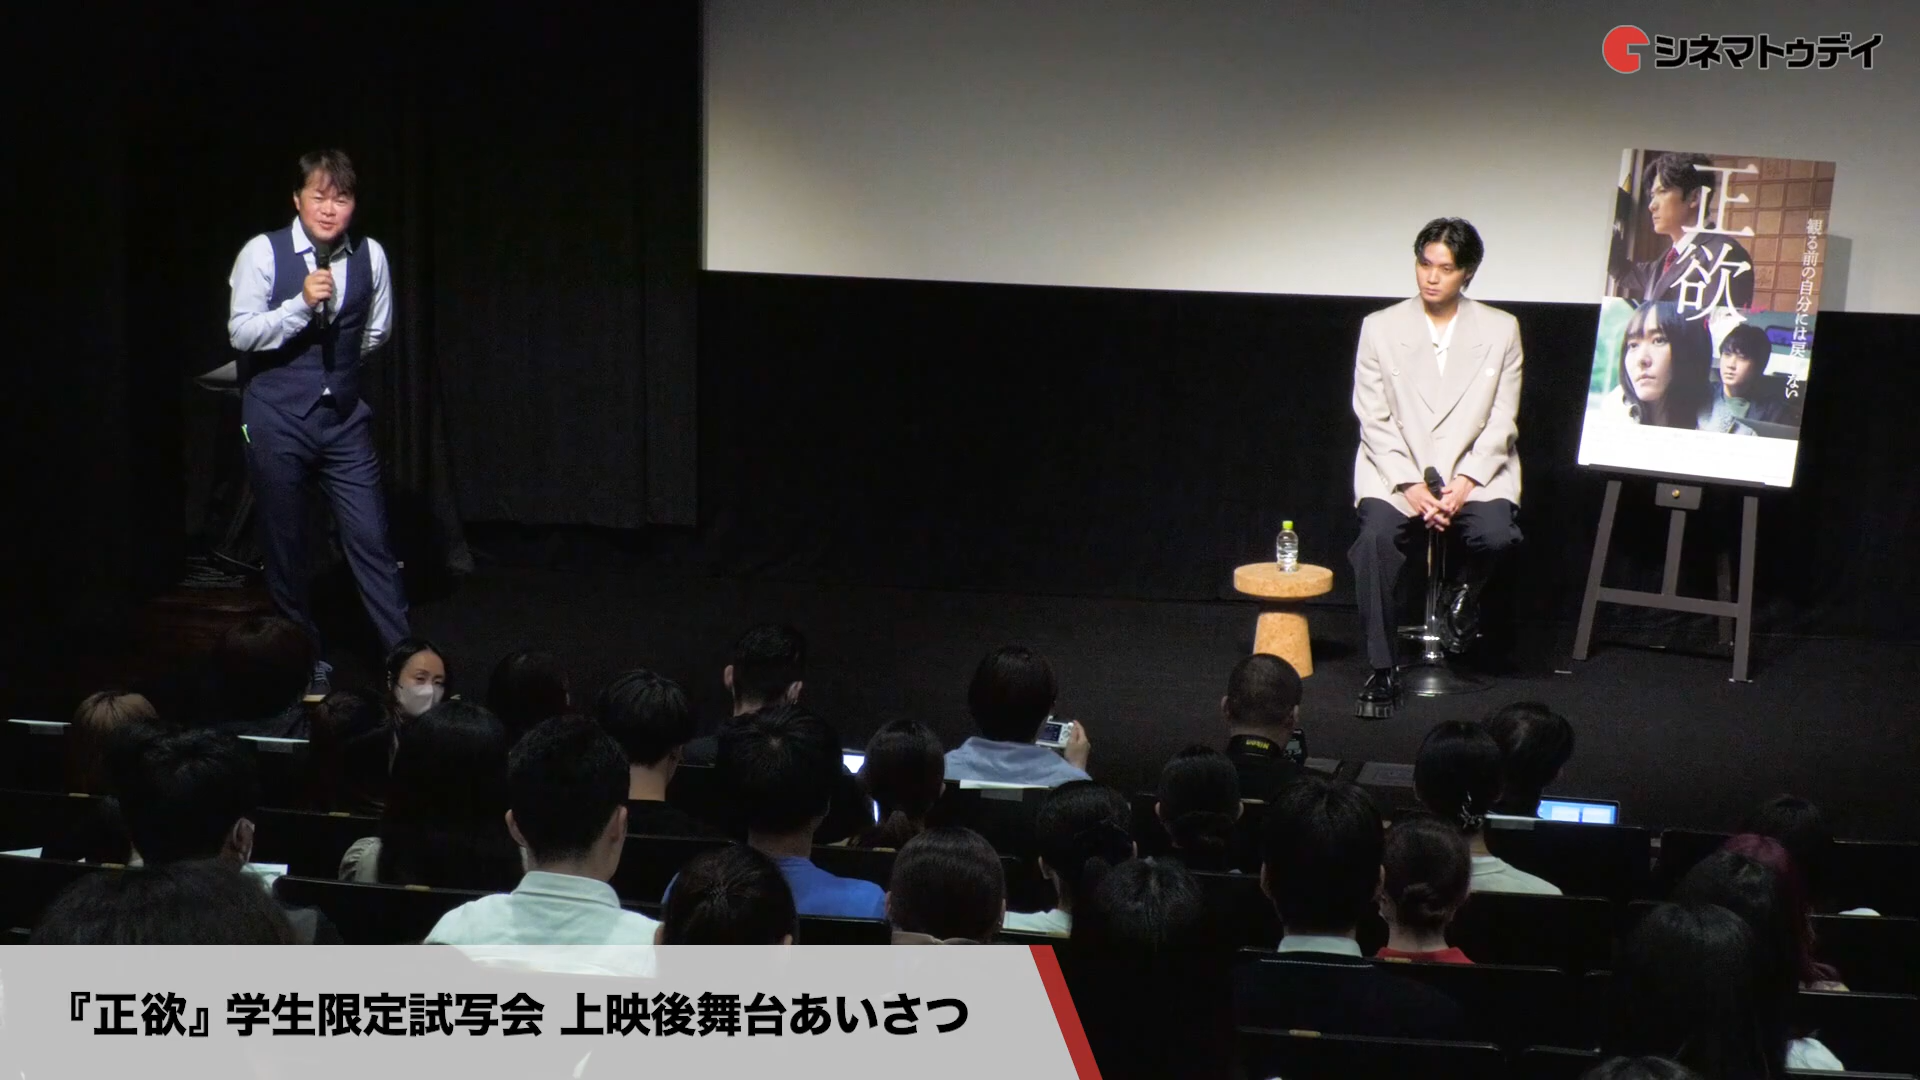 シネマトゥデイ
正欲
観る前の自分には戻れない
Nikon
『正欲』学生限定試写会 上映後舞台あいさつ